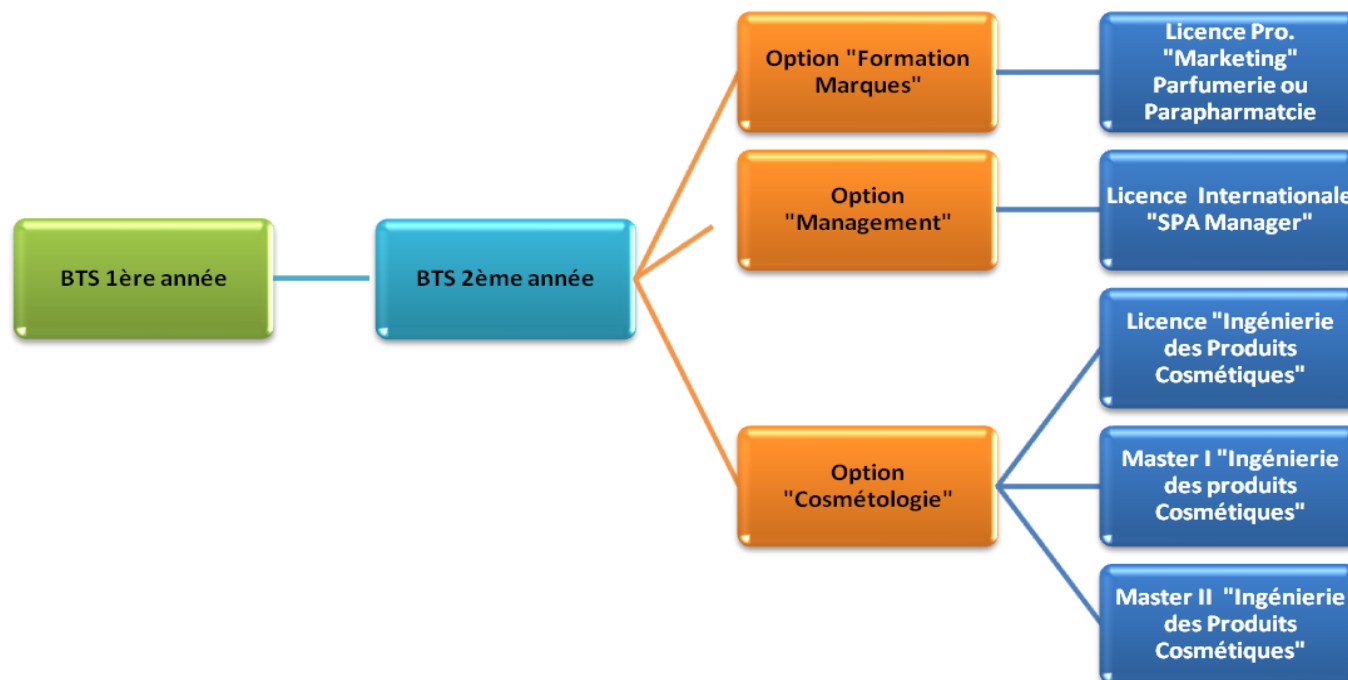 BTS 1ère année
BTS 2ème année
Option "Formation
Marques"
Option
"Management"
Option
"Cosmétologie"
Licence Pro.
"Marketing"
Parfumerie ou
Parapharmatcie
Licence  Internationale
"SPA Manager"
Licence "Ingénierie
des Produits
Cosmétiques"
Master I "Ingénierie
des produits
Cosmétiques"
Master II  "Ingénierie
des Produits
Cosmétiques"